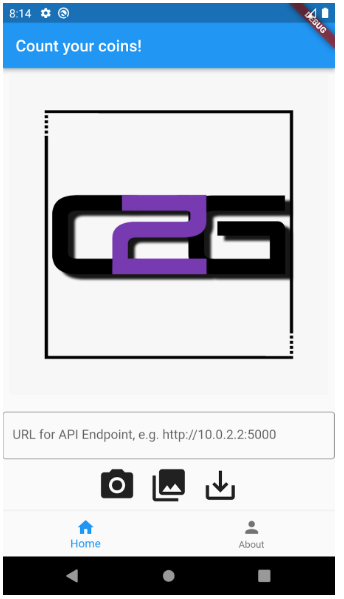 8:14
DEBUG
Count your coins!
C2G
URL for API Endpoint, e.g. http://10.0.2.2:5000
Home
About